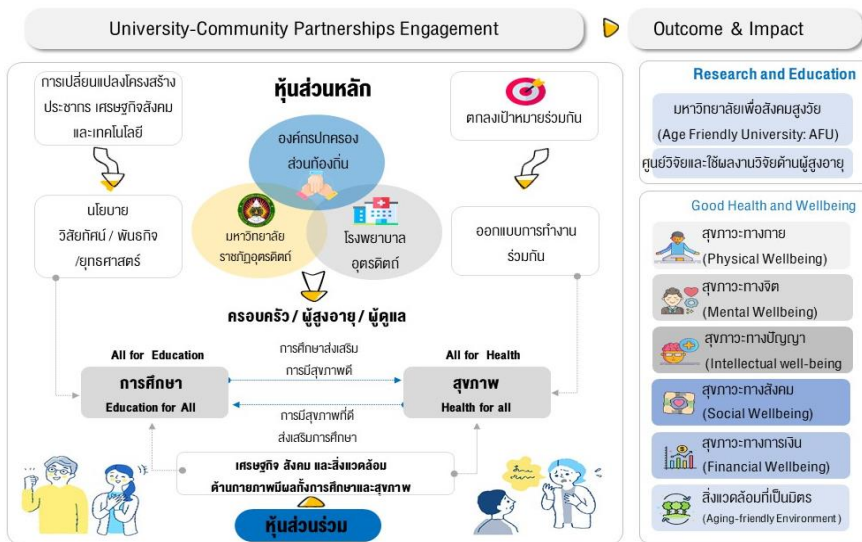 University-Community Partnerships Engagement
Outcome & Impact
การเปลี่ยนแปลงโครงสร้าง
ประชากร เศรษฐกิจสังคม
และเทคโนโลยี
นโยบาย
วิสัยทัศน์ / พันธกิจ
/ยุทธศาสตร์
หุ้นส่วนหลัก
องค์กรปกครอง
ส่วนท้องถิ่น
มหาวิทยาลัย
ราชภัฏอุตรดิตถ์
โรงพยาบาล
อุตรดิตถ์
ตกลงเป้าหมายร่วมกัน
ออกแบบการทำงาน
ร่วมกัน
ครอบครัว / ผู้สูงอายุ / ผู้ดูแล
All for Education
การศึกษา
Education for All
การศึกษาส่งเสริม
การมีสุขภาพดี
การมีสุขภาพที่ดี
ส่งเสริมการศึกษา
All for Health
สุขภาพ
Health for all
เศรษฐกิจ สังคม และสิ่งแวดล้อม
ด้านกายภาพมีผลทั้งการศึกษาและสุขภาพ
หุ้นส่วนร่วม
Research and Education
มหาวิทยาลัยเพื่อสังคมสูงวัย
(Age Friendly University: AFU)
ศูนย์วิจัยและใช้ผลงานวิจัยด้านผู้สูงอายุ
Good Health and Wellbeing
สุขภาวะทางกาย
(Physical Wellbeing)
สุขภาวะทางจิต
(Mental Wellbeing)
สุขภาวะทางปัญญา
(Intellectual well-being
สุขภาวะทางสังคม
(Social Wellbeing)
สุขภาวะทางการเงิน
(Financial Wellbeing)
สิ่งแวดล้อมที่เป็นมิตร
(Aging-friendly Environment)